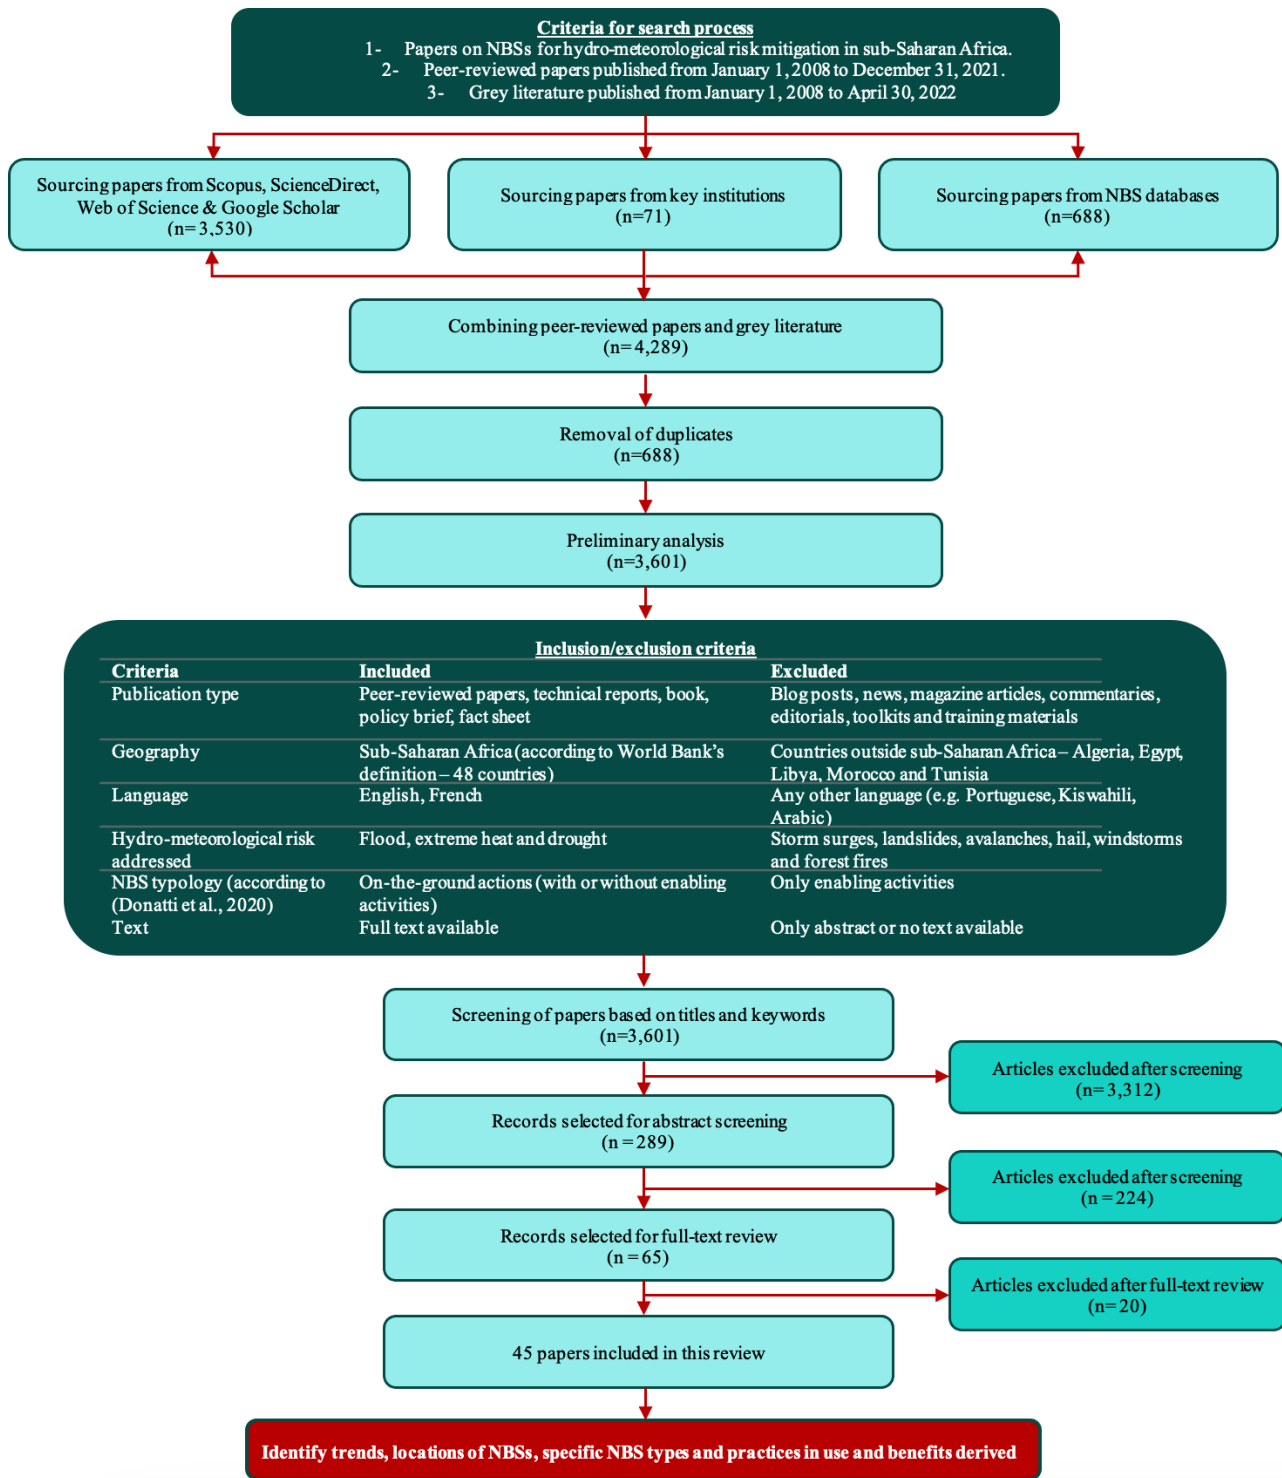 Criteria for search process
1- Papers on NBSs for hydro-meteorological risk mitigation in sub-Saharan Africa.
2- Peer-reviewed papers published from January 1, 2008 to December 31, 2021.
3- Grey literature published from January 1, 2008 to April 30, 2022
Sourcing papers from Scopus, ScienceDirect,
Web of Science & Google Scholar
(n= 3,530)
Sourcing papers from key institutions
(n=71)
Sourcing papers from NBS databases
(n=688)
Combining peer-reviewed papers and grey literature
(n= 4,289)
Removal of duplicates
(n=688)
Preliminary analysis
(n=3,601)
Inclusion/exclusion criteria
Criteria Included Excluded
Publication type Peer-reviewed papers, technical reports, book, Blog posts, news, magazine articles, commentaries,
policy brief, fact sheet editorials, toolkits and training materials
Geography Sub-Saharan Africa (according to World Bank's Countries outside sub-Saharan Africa – Algeria, Egypt,
definition – 48 countries) Libya, Morocco and Tunisia
Language English, French Any other language (e.g. Portuguese, Kiswahili,
Arabic)
Hydro-meteorological risk Flood, extreme heat and drought Storm surges, landslides, avalanches, hail, windstorms
addressed and forest fires
NBS typology (according to On-the-ground actions (with or without enabling Only enabling activities
(Donatti et al., 2020) activities)
Text Full text available Only abstract or no text available
Screening of papers based on titles and keywords
(n=3,601)
Articles excluded after screening
(n= 3,312)
Records selected for abstract screening
(n = 289)
Articles excluded after screening
(n = 224)
Records selected for full-text review
(n = 65)
Articles excluded after full-text review
(n= 20)
45 papers included in this review
Identify trends, locations of NBSs, specific NBS types and practices in use and benefits derived